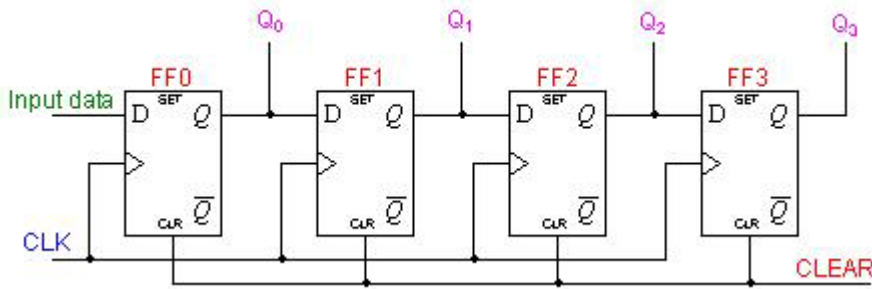 Q0 Q1 Q2 Q3
FF0 FF1 FF2 FF3
Input data D SET Q D SET Q D SET Q D SET Q
CLR Q̅ CLR Q̅ CLR Q̅ CLR Q̅
CLK
CLEAR